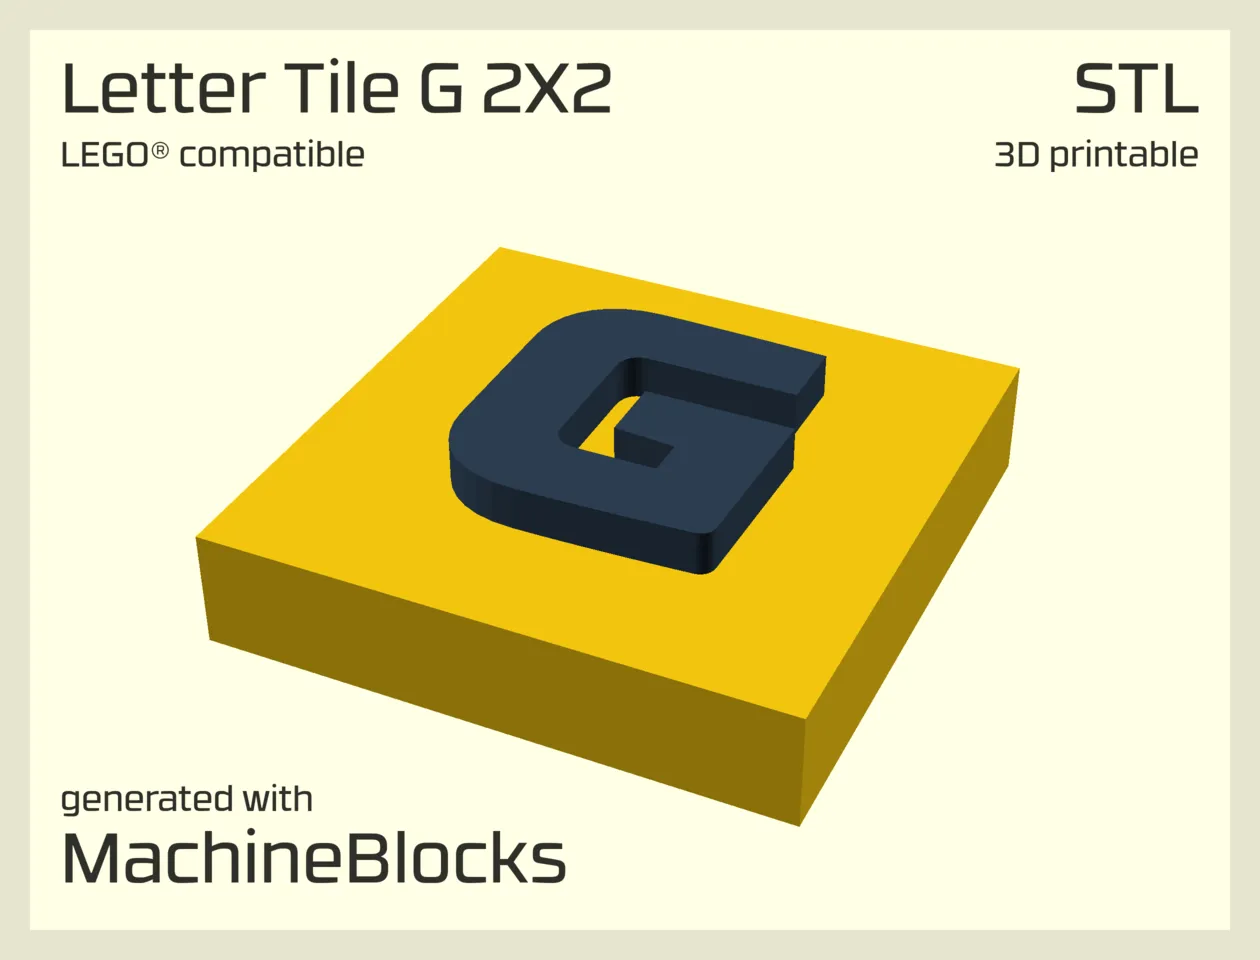 Letter Tile G 2X2
STL
LEGO® compatible
3D printable
G
generated with
MachineBlocks